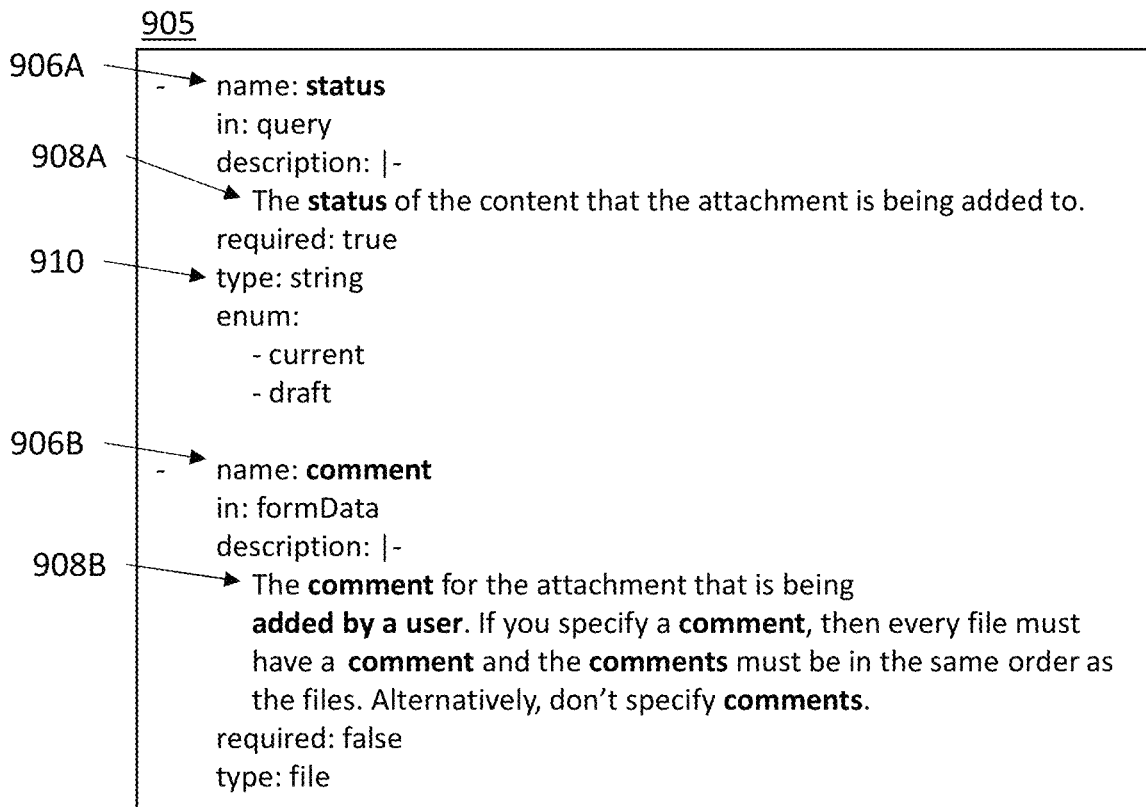 905
906A
- name: status
in: query
908A
description: |-
The status of the content that the attachment is being added to.
required: true
910
type: string
enum:
- current
- draft
906B
- name: comment
in: formData
description: |-
908B
The comment for the attachment that is being
added by a user. If you specify a comment, then every file must
have a comment and the comments must be in the same order as
the files. Alternatively, don’t specify comments.
required: false
type: file